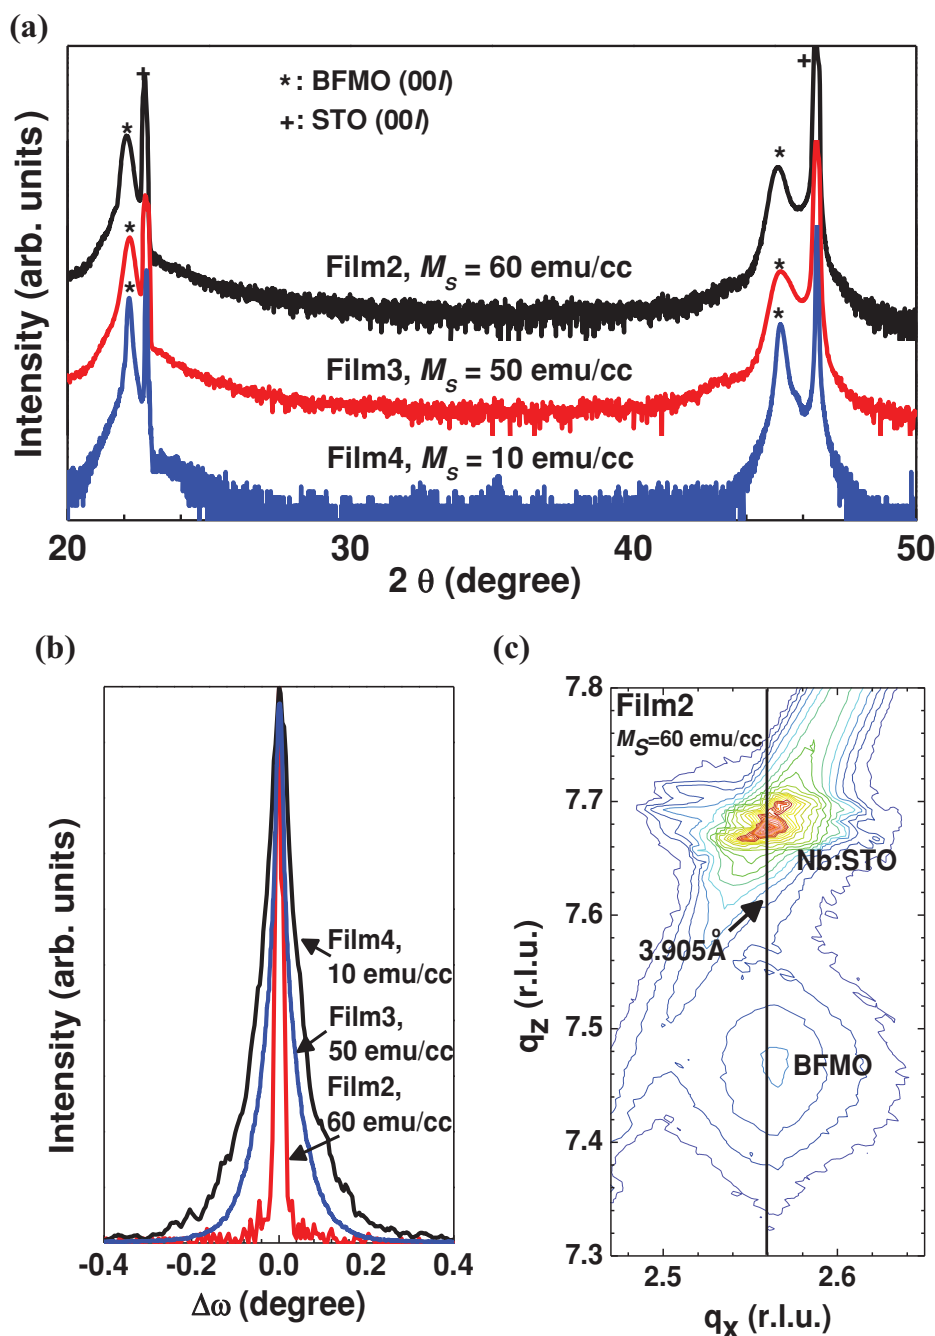 (a)
Intensity (arb. units)
*: BFMO (00l)
+: STO (00l)
+
+
*
*
*
*
*
*
Film2, Ms = 60 emu/cc
Film3, Ms = 50 emu/cc
Film4, Ms = 10 emu/cc
20 30 40 50
2 θ (degree)
(b)
Intensity (arb. units)
Film4,
10 emu/cc
Film3,
50 emu/cc
Film2,
60 emu/cc
-0.4 -0.2 0.0 0.2 0.4
Δω (degree)
(c)
qz (r.l.u.)
7.8
7.7
7.6
7.5
7.4
7.3
Film2
MS=60 emu/cc
Nb:STO
3.905Å
BFMO
2.5 2.6
qx (r.l.u.)